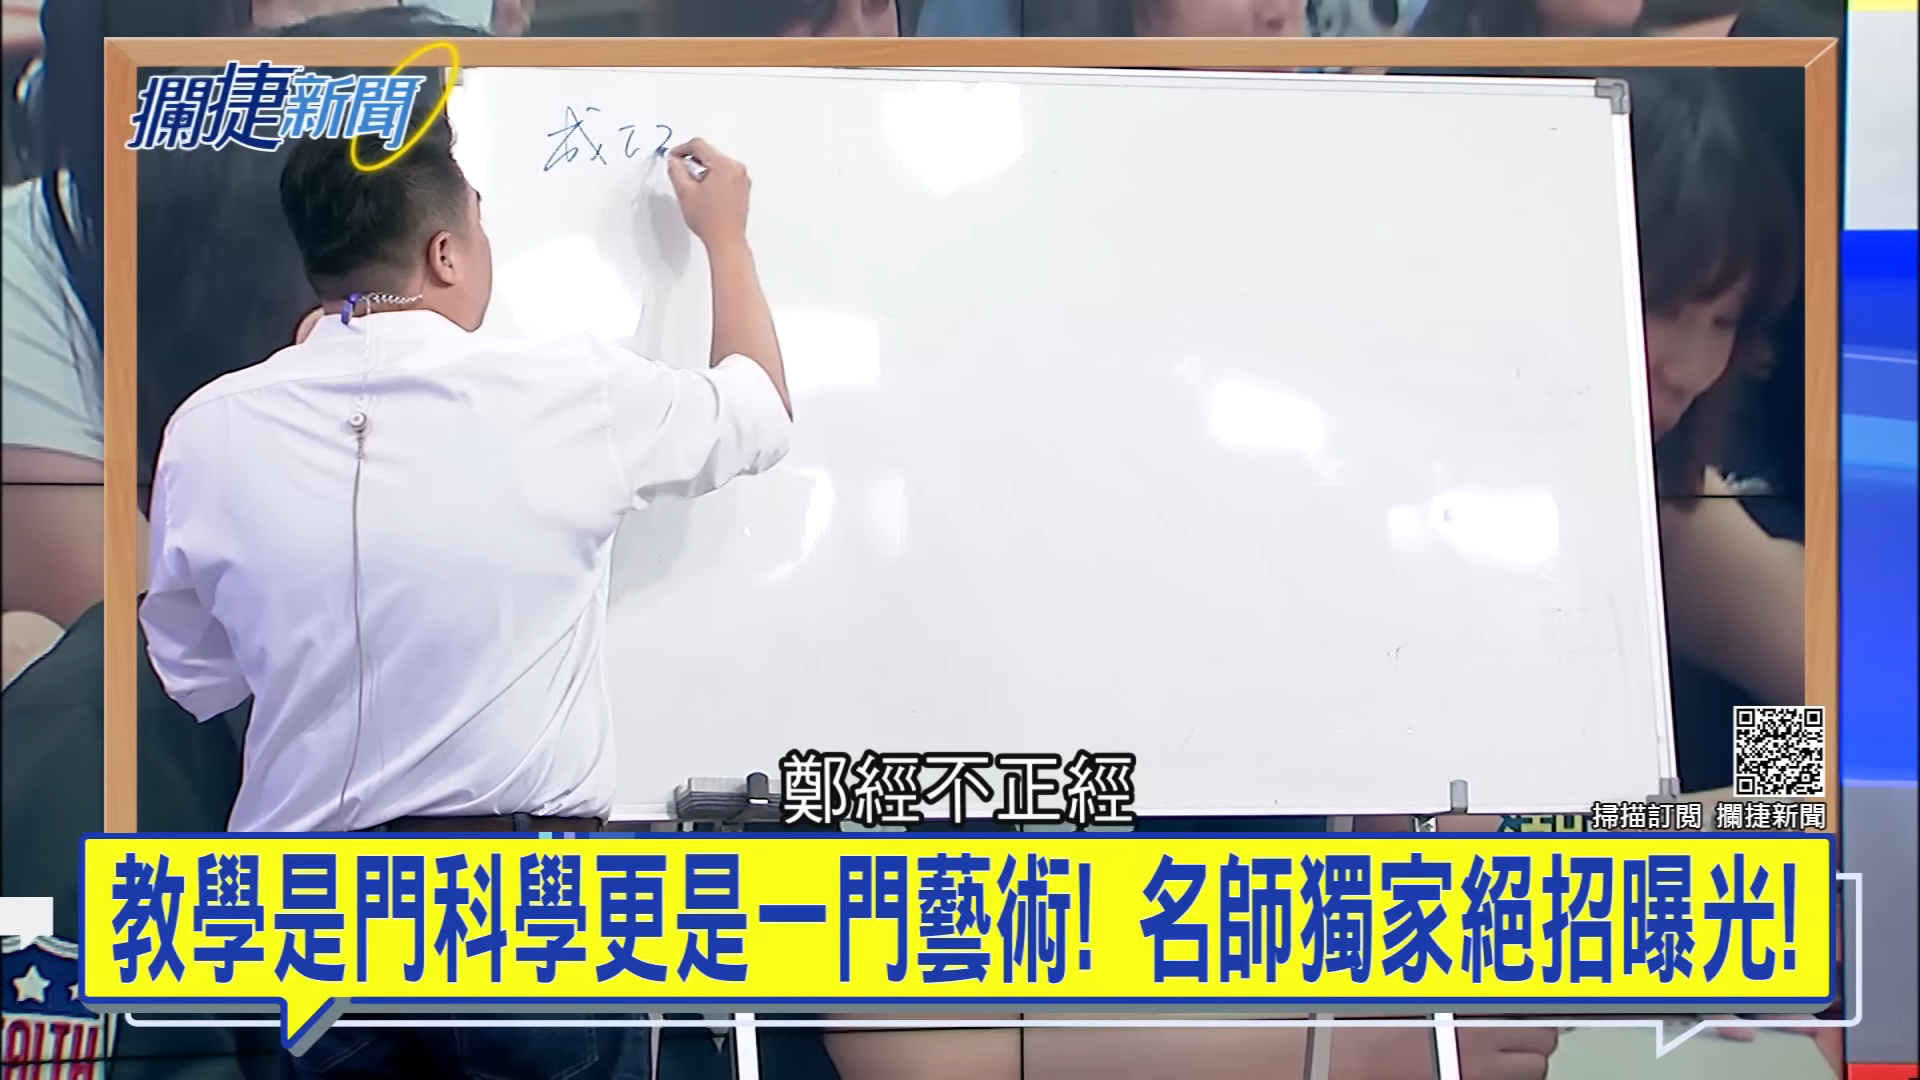 攔捷新聞
鄭經不正經
掃描訂閱 攔捷新聞
教學是門科學更是一門藝術! 名師獨家絕招曝光!